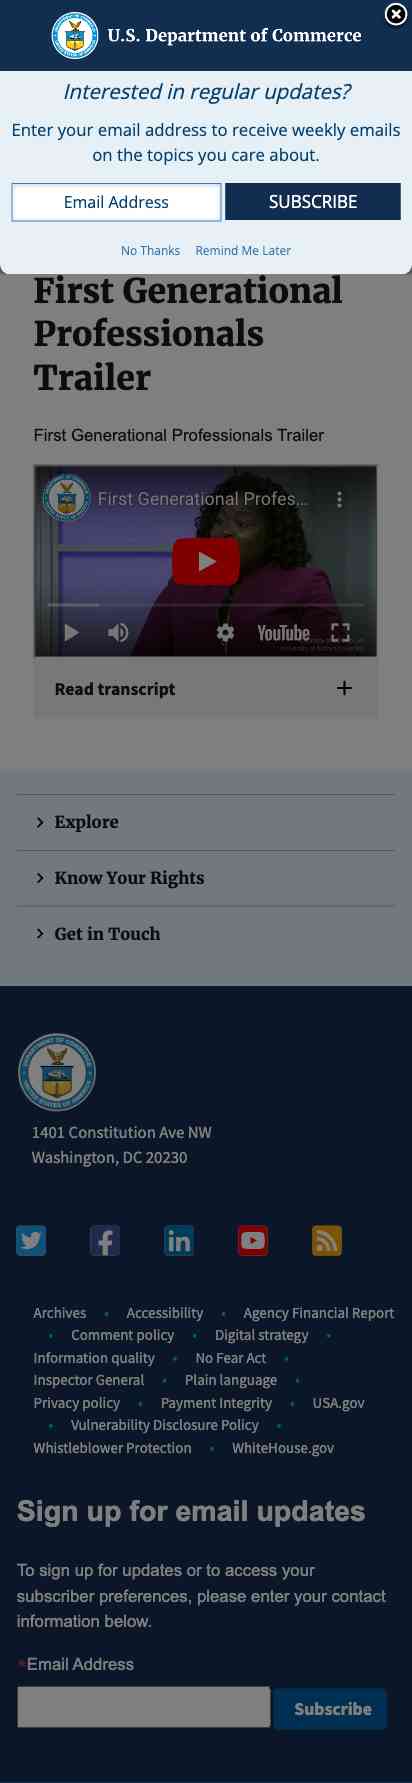 U.S. Department of Commerce
Interested in regular updates?
Enter your email address to receive weekly emails
on the topics you care about.
Email Address
SUBSCRIBE
No Thanks Remind Me Later
First Generational
Professionals
Trailer
First Generational Professionals Trailer
First Generational Profes...
YouTube
Read transcript
Explore
Know Your Rights
Get in Touch
1401 Constitution Ave NW
Washington, DC 20230
Archives • Accessibility • Agency Financial Report
• Comment policy • Digital strategy •
Information quality • No Fear Act •
Inspector General • Plain language •
Privacy policy • Payment Integrity • USA.gov
• Vulnerability Disclosure Policy •
Whistleblower Protection • WhiteHouse.gov
Sign up for email updates
To sign up for updates or to access your
subscriber preferences, please enter your contact
information below.
*Email Address
Subscribe